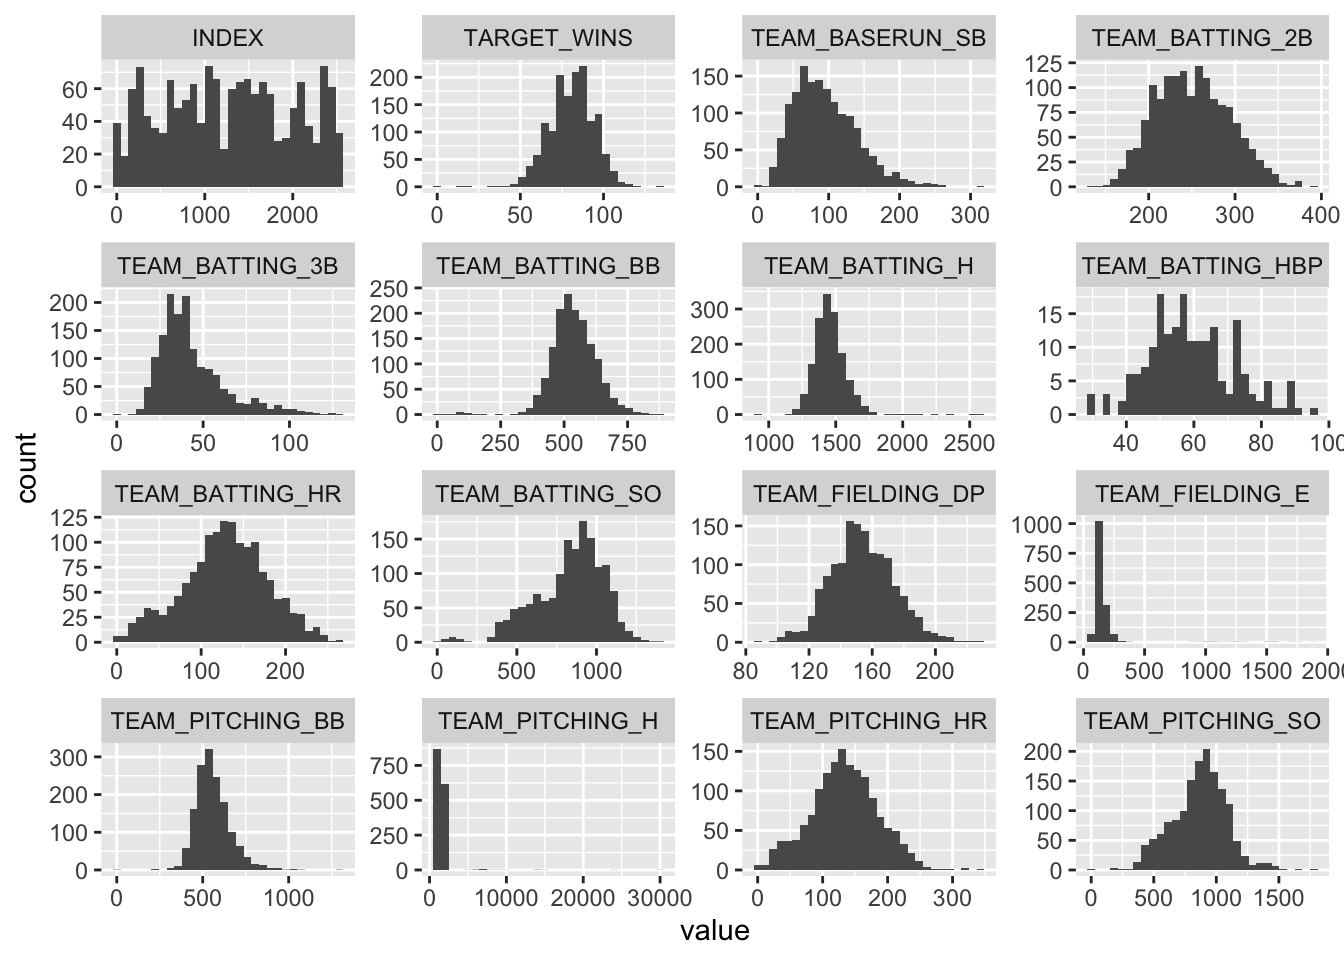 INDEX TARGET_WINS TEAM_BASERUN_SB TEAM_BATTING_2B
0 20 40 60
0 50 100 150 200
0 50 100 150
0 25 50 75 100 125
0 1000 2000
0 50 100
0 100 200 300
200 300 400
TEAM_BATTING_3B TEAM_BATTING_BB TEAM_BATTING_H TEAM_BATTING_HBP
0 50 100 150 200
0 50 100 150 200 250
0 100 200 300
0 5 10 15
0 50 100
0 250 500 750
1000 1500 2000 2500
40 60 80 100
TEAM_BATTING_HR TEAM_BATTING_SO TEAM_FIELDING_DP TEAM_FIELDING_E
0 25 50 75 100 125
0 50 100 150
0 50 100 150
0 250 500 750 1000
0 100 200
0 500 1000
80 120 160 200
0 500 1000 1500 2000
TEAM_PITCHING_BB TEAM_PITCHING_H TEAM_PITCHING_HR TEAM_PITCHING_SO
0 100 200 300
0 250 500 750
0 50 100 150
0 50 100 150 200
0 500 1000
0 10000 20000 30000
0 100 200 300
0 500 1000 1500
count
value